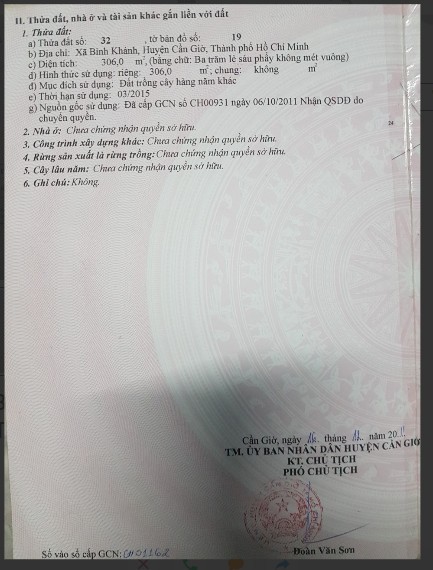 II. Thửa đất, nhà ở và tài sản khác gắn liền với đất
1. Thửa đất:
a) Thửa đất số: 32 , tờ bản đồ số: 19
b) Địa chỉ: Xã Bình Khánh, Huyện Cần Giờ, Thành phố Hồ Chí Minh
c) Diện tích: 306,0 m², (bằng chữ: Ba trăm lẻ sáu phẩy không mét vuông)
d) Hình thức sử dụng: riêng: 306,0 m²; chung: không m²
đ) Mục đích sử dụng: Đất trồng cây hàng năm khác
e) Thời hạn sử dụng: 03/2015
g) Nguồn gốc sử dụng: Đã cấp GCN số CH00931 ngày 06/10/2011 Nhận QSDĐ do
chuyển quyền.
2. Nhà ở: Chưa chứng nhận quyền sở hữu.
3. Công trình xây dựng khác: Chưa chứng nhận quyền sở hữu.
4. Rừng sản xuất là rừng trồng: Chưa chứng nhận quyền sở hữu.
5. Cây lâu năm: Chưa chứng nhận quyền sở hữu.
6. Ghi chú: Không.
Cần Giờ, ngày tháng năm 2011
TM. ỦY BAN NHÂN DÂN HUYỆN CẦN GIỜ
KT. CHỦ TỊCH
PHÓ CHỦ TỊCH
Đoàn Văn Sơn
Số vào sổ cấp GCN: CH01162